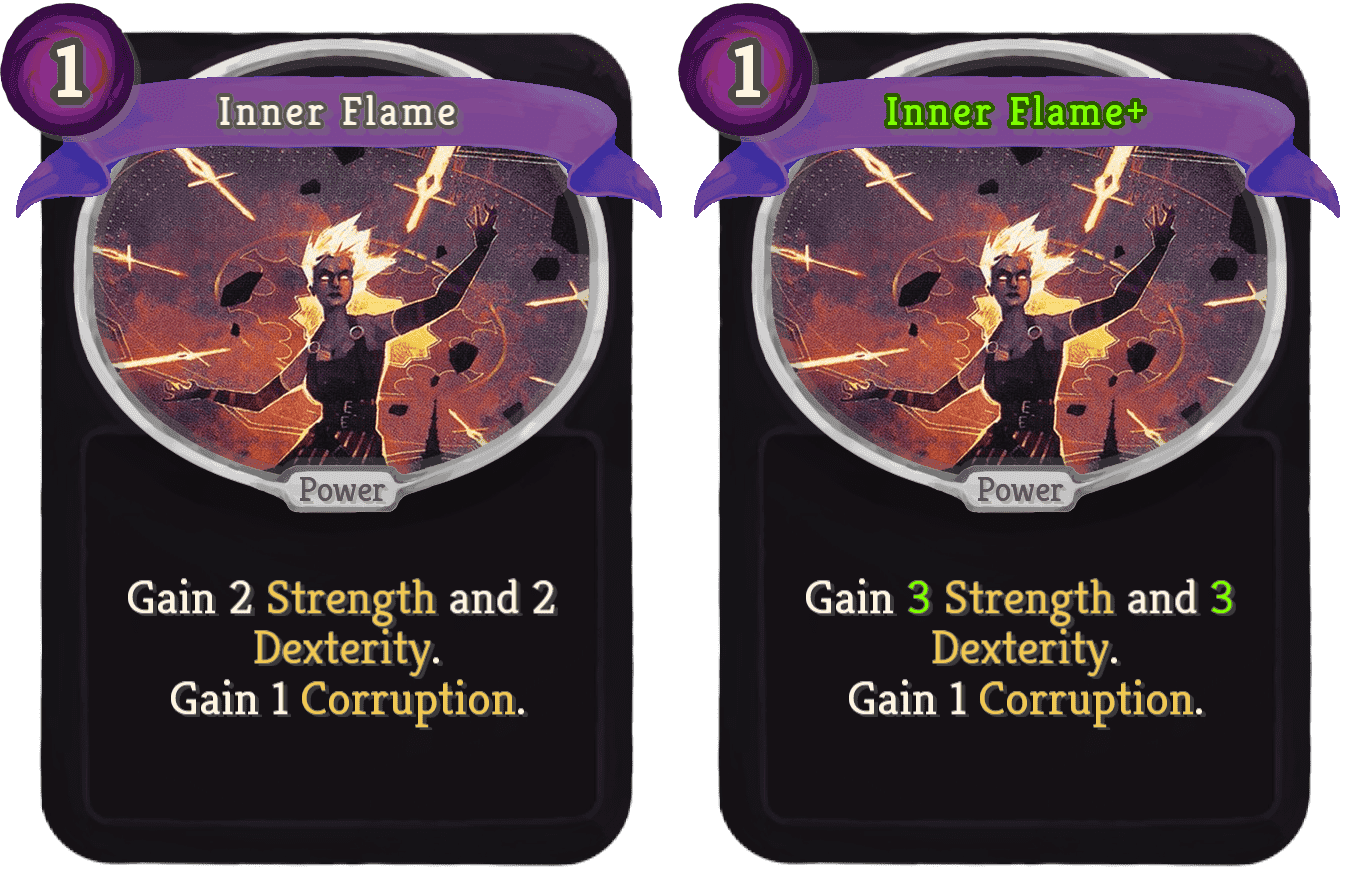 1
Inner Flame
Power
Gain 2 Strength and 2
Dexterity.
Gain 1 Corruption.
1
Inner Flame+
Power
Gain 3 Strength and 3
Dexterity.
Gain 1 Corruption.